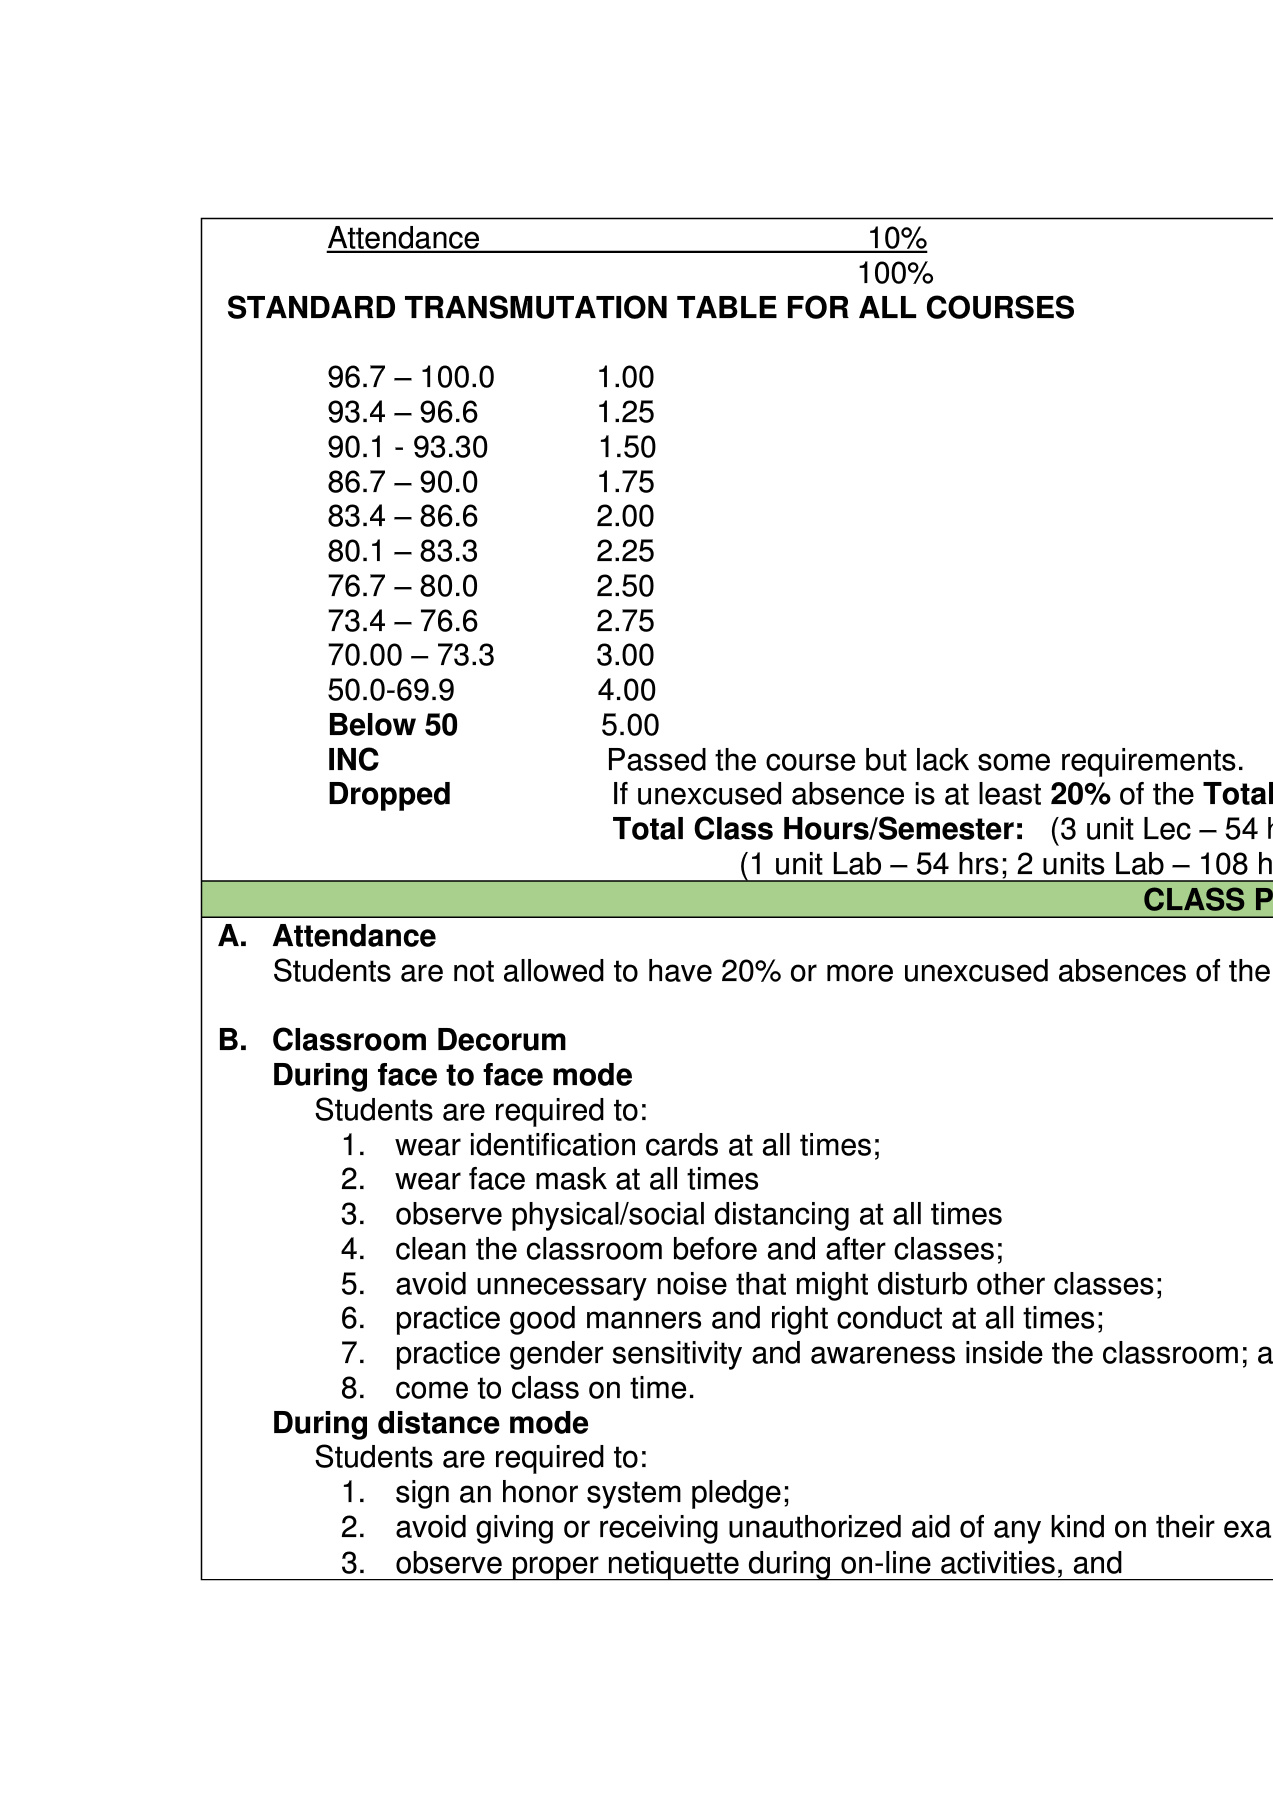 Attendance 10%
100%
STANDARD TRANSMUTATION TABLE FOR ALL COURSES
96.7 – 100.0 1.00
93.4 – 96.6 1.25
90.1 - 93.30 1.50
86.7 – 90.0 1.75
83.4 – 86.6 2.00
80.1 – 83.3 2.25
76.7 – 80.0 2.50
73.4 – 76.6 2.75
70.00 – 73.3 3.00
50.0-69.9 4.00
Below 50 5.00
INC Passed the course but lack some requirements.
Dropped If unexcused absence is at least 20% of the Total
Total Class Hours/Semester: (3 unit Lec – 54 h
(1 unit Lab – 54 hrs; 2 units Lab – 108 h
CLASS P
A. Attendance
Students are not allowed to have 20% or more unexcused absences of the
B. Classroom Decorum
During face to face mode
Students are required to:
1. wear identification cards at all times;
2. wear face mask at all times
3. observe physical/social distancing at all times
4. clean the classroom before and after classes;
5. avoid unnecessary noise that might disturb other classes;
6. practice good manners and right conduct at all times;
7. practice gender sensitivity and awareness inside the classroom; a
8. come to class on time.
During distance mode
Students are required to:
1. sign an honor system pledge;
2. avoid giving or receiving unauthorized aid of any kind on their exa
3. observe proper netiquette during on-line activities, and